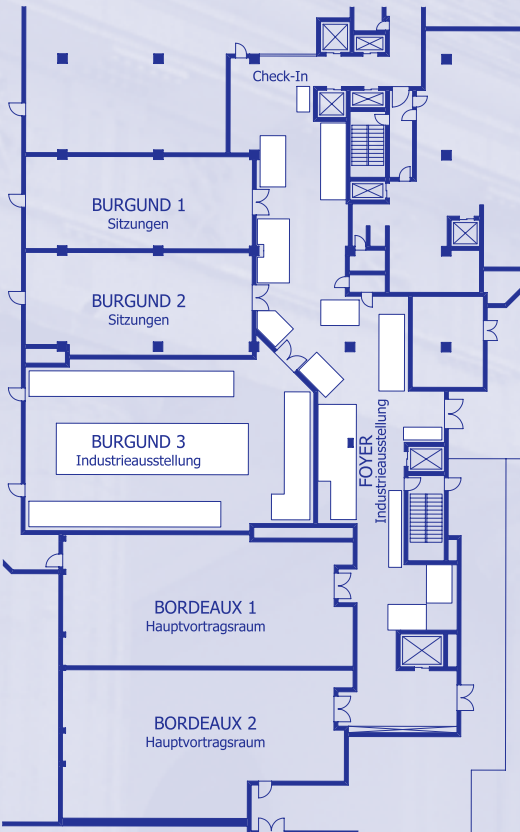 Check-In
BURGUND 1
Sitzungen
BURGUND 2
Sitzungen
BURGUND 3
Industrieausstellung
FOYER
Industrieausstellung
BORDEAUX 1
Hauptvortragsraum
BORDEAUX 2
Hauptvortragsraum